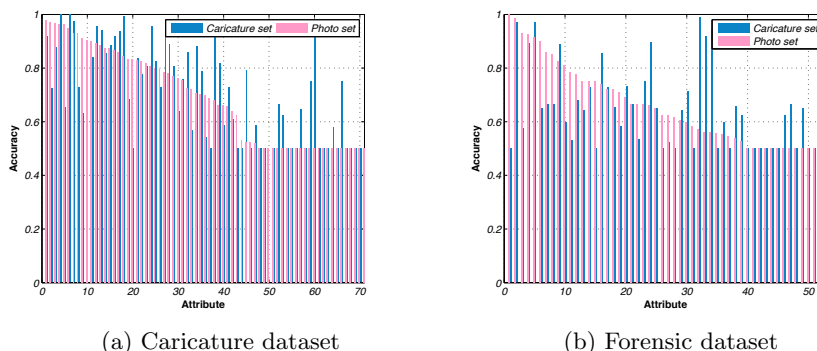 Caricature set Photo set
1
0.8
0.6
0.4
0.2
0
Accuracy
0 10 20 30 40 50 60 70
Attribute
(a) Caricature dataset
Caricature set
Photo set
1
0.8
0.6
0.4
0.2
0
Accuracy
0 10 20 30 40 50
Attribute
(b) Forensic dataset